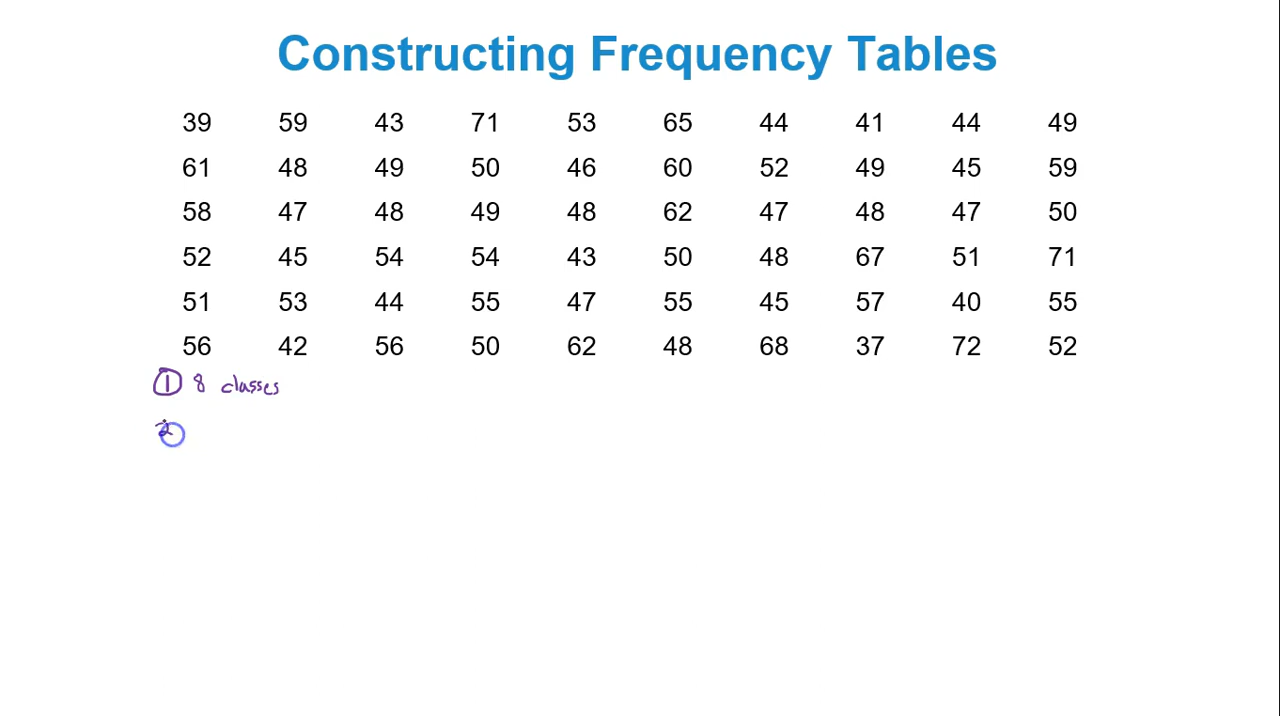 Constructing Frequency Tables
39 59 43 71 53 65 44 41 44 49
61 48 49 50 46 60 52 49 45 59
58 47 48 49 48 62 47 48 47 50
52 45 54 54 43 50 48 67 51 71
51 53 44 55 47 55 45 57 40 55
56 42 56 50 62 48 68 37 72 52
① 8 classes
2